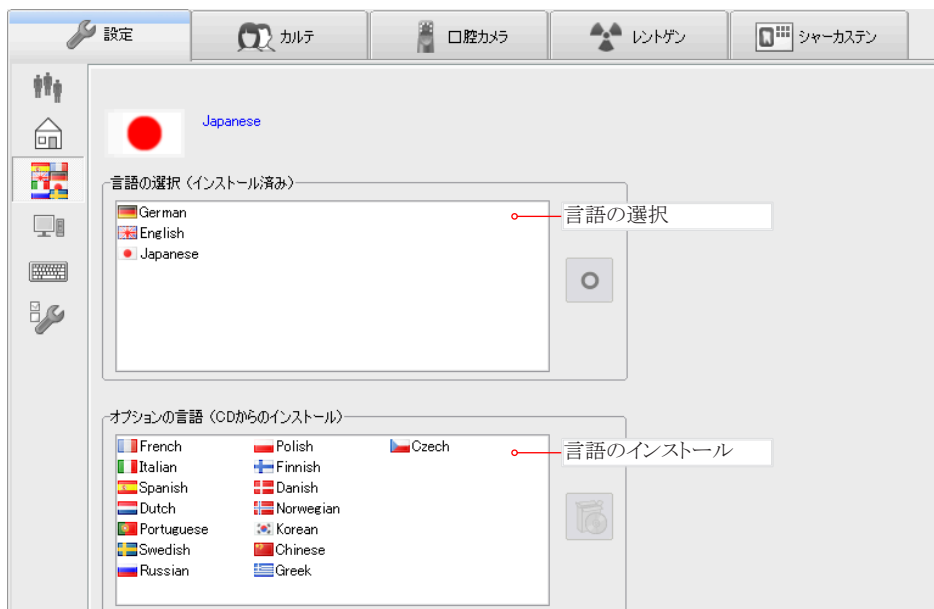 設定
カルテ
口腔カメラ
レントゲン
シャーカステン
Japanese
言語の選択（インストール済み）
German
English
Japanese
言語の選択
オプションの言語（CDからのインストール）
French
Italian
Spanish
Dutch
Portuguese
Swedish
Russian
Polish
Finnish
Danish
Norwegian
Korean
Chinese
Greek
Czech
言語のインストール